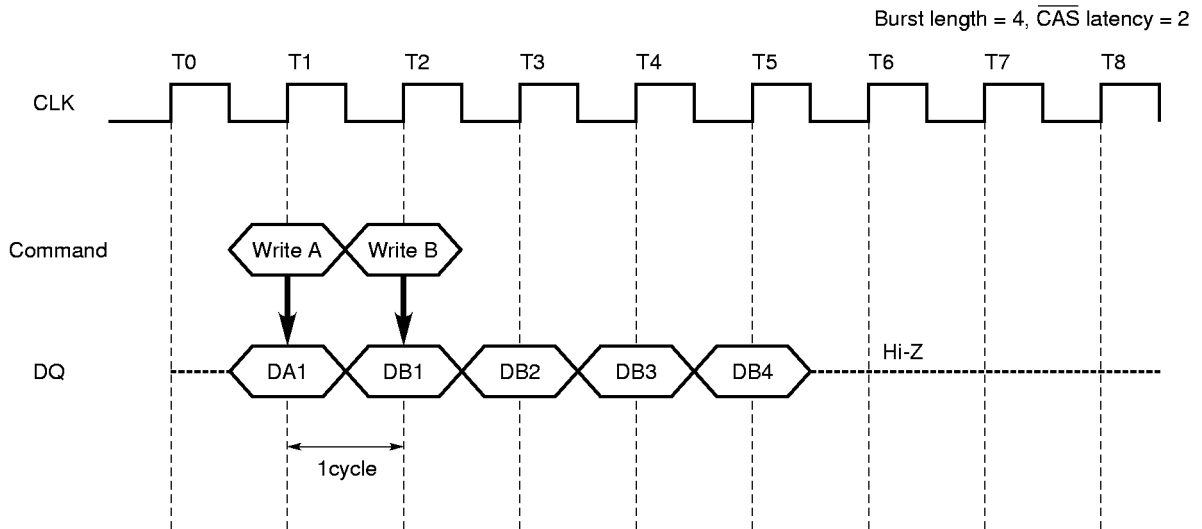 Burst length = 4, CAS latency = 2
T0 T1 T2 T3 T4 T5 T6 T7 T8
CLK
Command Write A Write B
Hi-Z
DQ DA1 DB1 DB2 DB3 DB4
1cycle